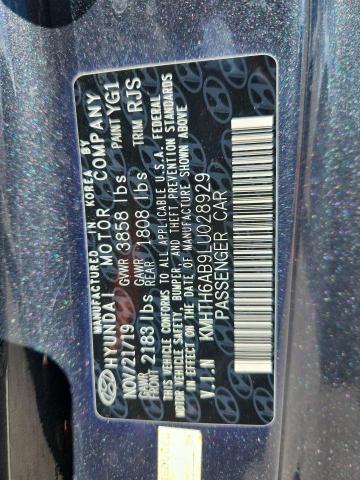 MANUFACTURED IN KOREA BY
HYUNDAI MOTOR COMPANY
NOV/21/19 GVWR 3858 lbs PAINT YG1
GAWR FRONT 2183 lbs GAWR REAR 1808 lbs TRIM RJS
THIS VEHICLE CONFORMS TO ALL APPLICABLE U.S.A. FEDERAL
MOTOR VEHICLE SAFETY, BUMPER, AND THEFT PREVENTION STANDARDS
IN EFFECT ON THE DATE OF MANUFACTURE SHOWN ABOVE.
V.I.N KMHTH6AB9LU028929
PASSENGER CAR